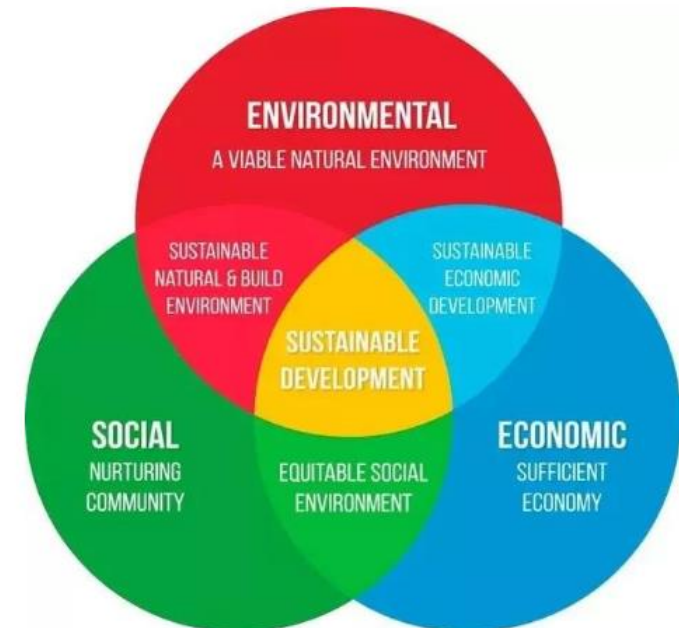 ENVIRONMENTAL
A VIABLE NATURAL ENVIRONMENT
SUSTAINABLE
NATURAL & BUILD
ENVIRONMENT
SUSTAINABLE
ECONOMIC
DEVELOPMENT
SUSTAINABLE
DEVELOPMENT
SOCIAL
NURTURING
COMMUNITY
EQUITABLE SOCIAL
ENVIRONMENT
ECONOMIC
SUFFICIENT
ECONOMY